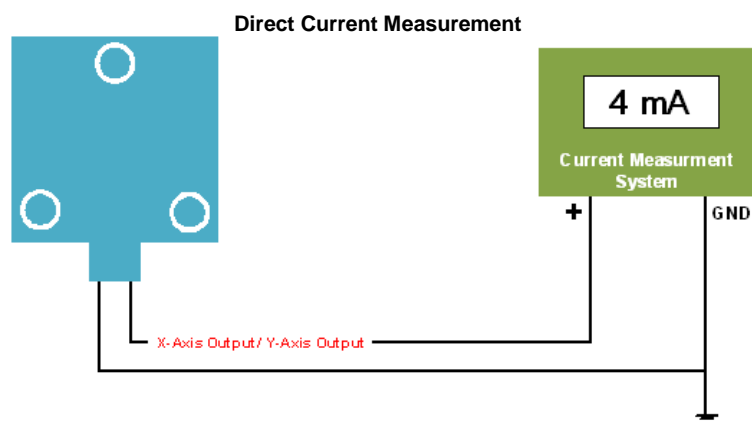 Direct Current Measurement
4 mA
Current Measurment
System
+
GND
X-Axis Output/ Y-Axis Output